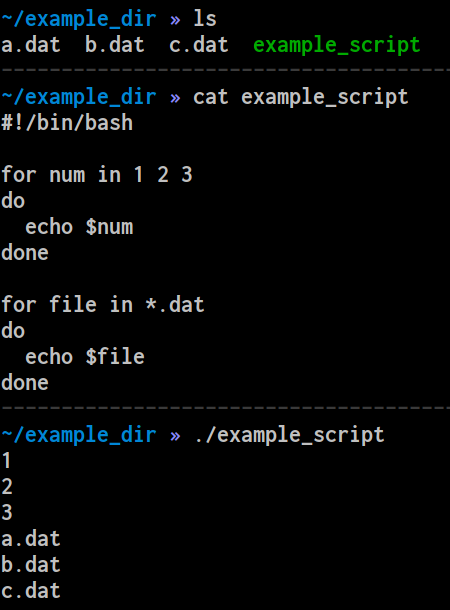 ~/example_dir » ls
a.dat  b.dat  c.dat  example_script
~/example_dir » cat example_script
#!/bin/bash

for num in 1 2 3
do
  echo $num
done

for file in *.dat
do
  echo $file
done
~/example_dir » ./example_script
1
2
3
a.dat
b.dat
c.dat